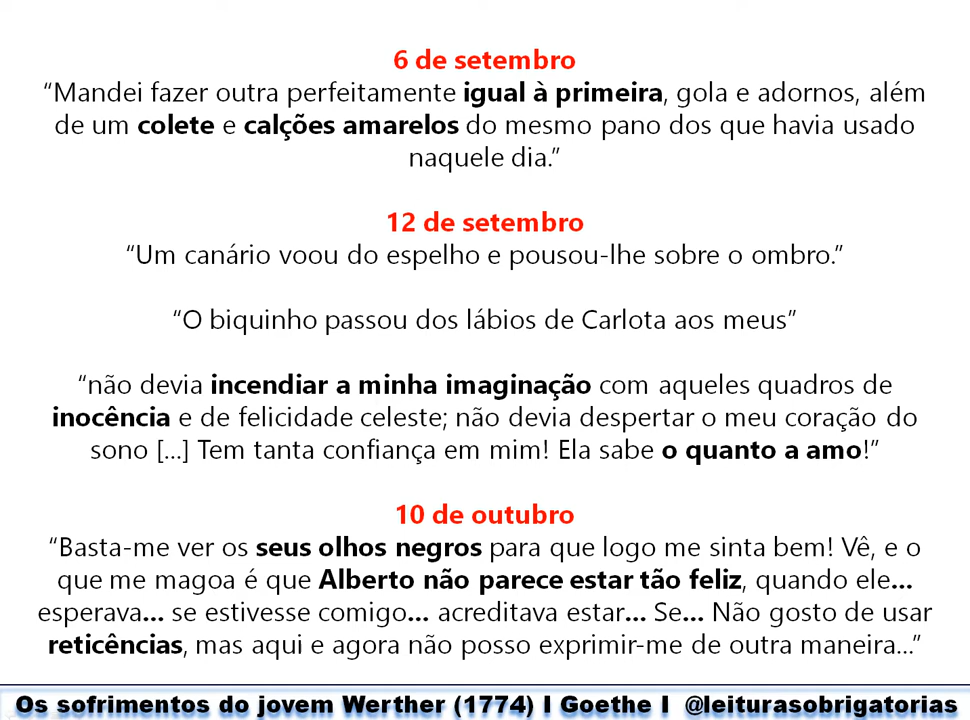 6 de setembro
“Mandei fazer outra perfeitamente igual à primeira, gola e adornos, além
de um colete e calções amarelos do mesmo pano dos que havia usado
naquele dia.”
12 de setembro
“Um canário voou do espelho e pousou-lhe sobre o ombro.”
“O biquinho passou dos lábios de Carlota aos meus”
“não devia incendiar a minha imaginação com aqueles quadros de
inocência e de felicidade celeste; não devia despertar o meu coração do
sono [...] Tem tanta confiança em mim! Ela sabe o quanto a amo!”
10 de outubro
“Basta-me ver os seus olhos negros para que logo me sinta bem! Vê, e o
que me magoa é que Alberto não parece estar tão feliz, quando ele...
esperava... se estivesse comigo... acreditava estar... Se... Não gosto de usar
reticências, mas aqui e agora não posso exprimir-me de outra maneira...”
Os sofrimentos do jovem Werther (1774) I Goethe I @leiturasobrigatorias